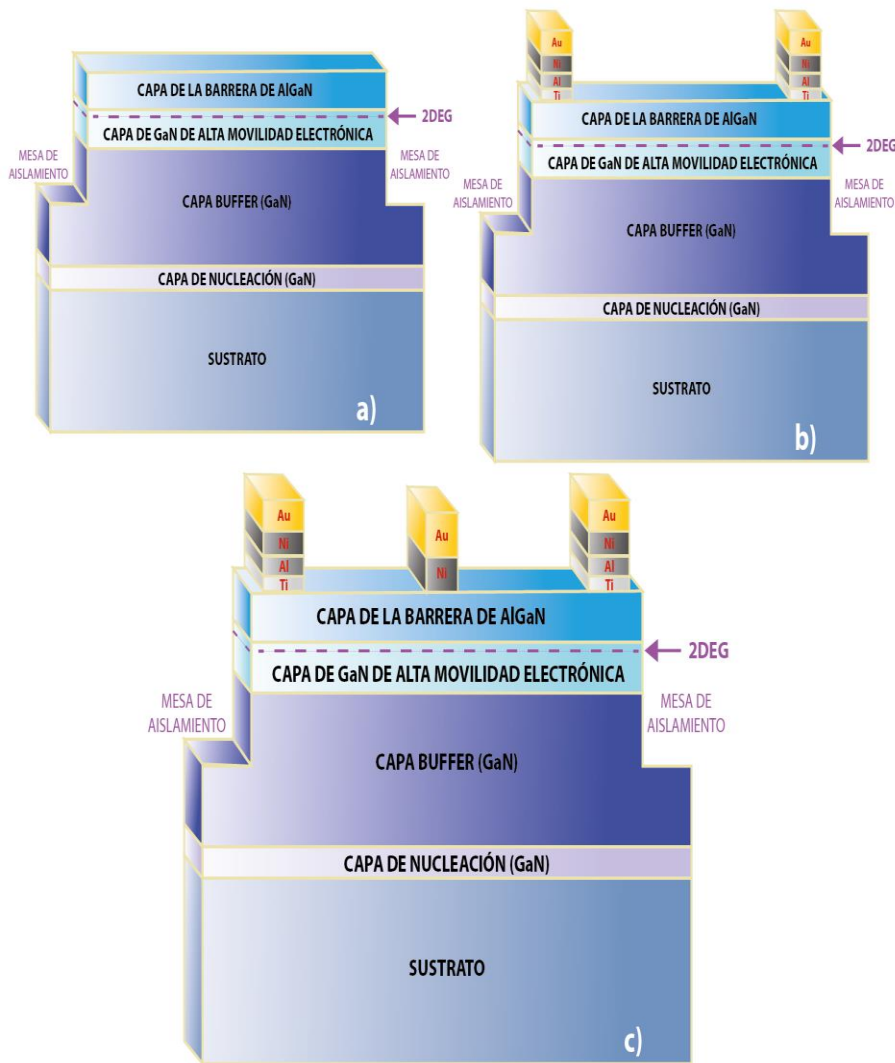 CAPA DE LA BARRERA DE AlGaN
2DEG
CAPA DE GaN DE ALTA MOVILIDAD ELECTRÓNICA
MESA DE
AISLAMIENTO
MESA DE
AISLAMIENTO
CAPA BUFFER (GaN)
CAPA DE NUCLEACIÓN (GaN)
SUSTRATO
a)
Au
Ni
Al
Ti
Au
Ni
Al
Ti
CAPA DE LA BARRERA DE AlGaN
2DEG
CAPA DE GaN DE ALTA MOVILIDAD ELECTRÓNICA
MESA DE
AISLAMIENTO
MESA DE
AISLAMIENTO
CAPA BUFFER (GaN)
CAPA DE NUCLEACIÓN (GaN)
SUSTRATO
b)
Au
Ni
Al
Ti
Au
Ni
Au
Ni
Al
Ti
CAPA DE LA BARRERA DE AlGaN
2DEG
CAPA DE GaN DE ALTA MOVILIDAD ELECTRÓNICA
MESA DE
AISLAMIENTO
MESA DE
AISLAMIENTO
CAPA BUFFER (GaN)
CAPA DE NUCLEACIÓN (GaN)
SUSTRATO
c)